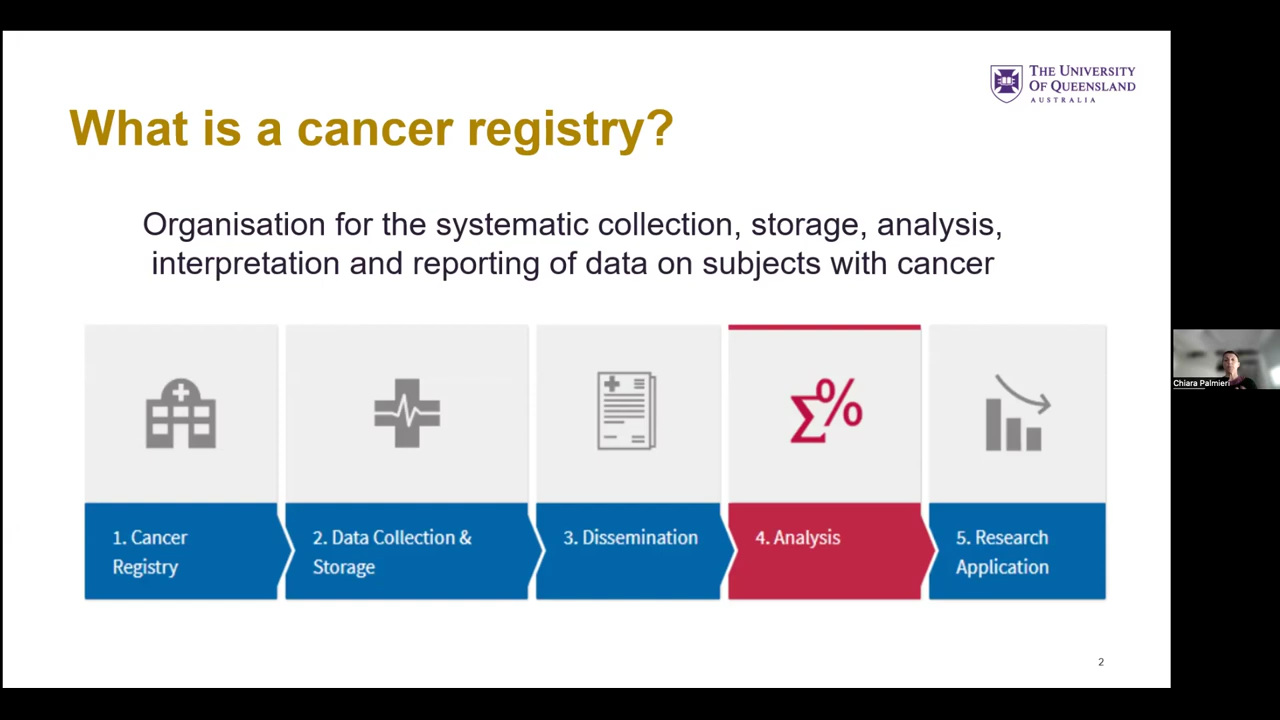 THE UNIVERSITY
OF QUEENSLAND
AUSTRALIA
What is a cancer registry?
Organisation for the systematic collection, storage, analysis,
interpretation and reporting of data on subjects with cancer
Σ%
1. Cancer
Registry
2. Data Collection &
Storage
3. Dissemination
4. Analysis
5. Research
Application
Chiara Palmieri
2